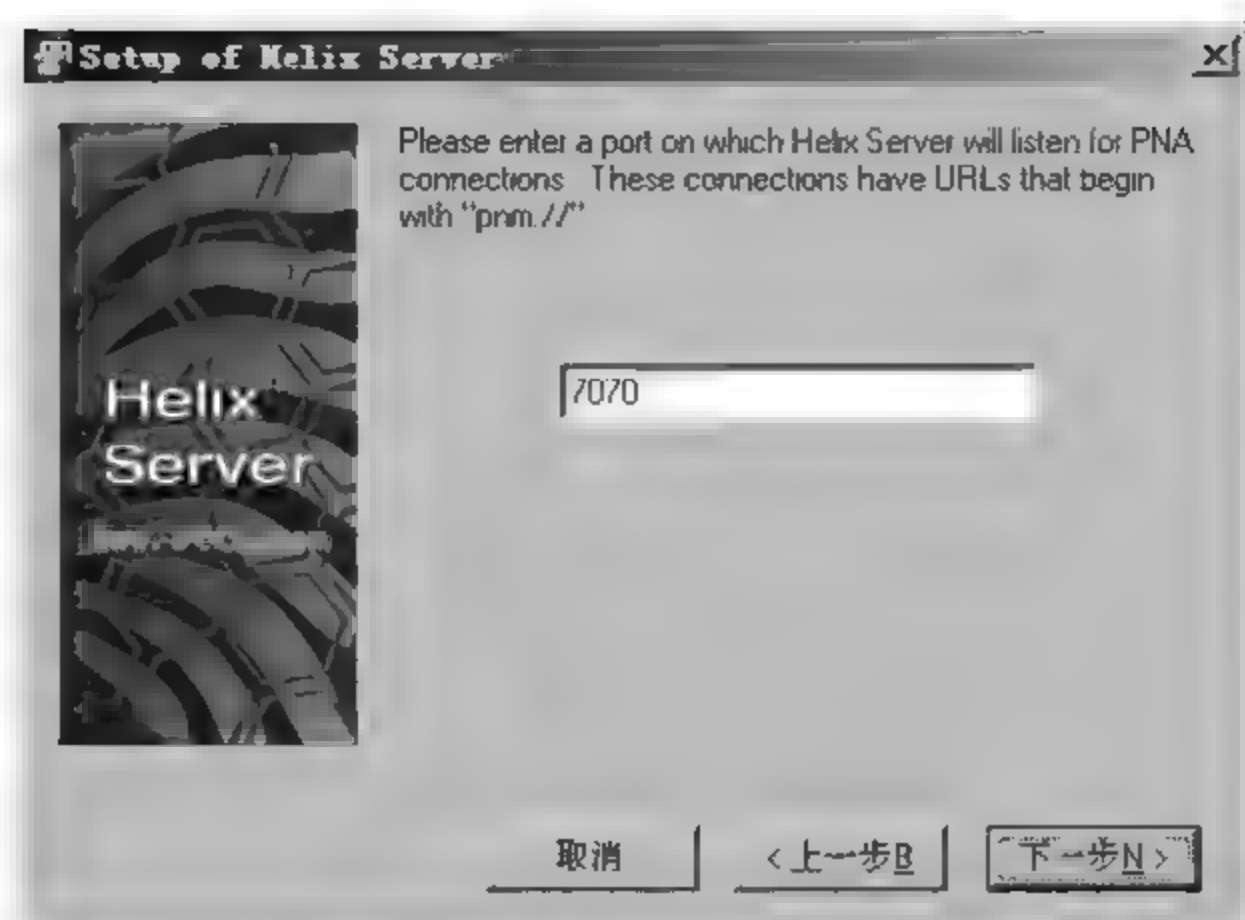 Setup of Helix Server
Please enter a port on which Helix Server will listen for PNA
connections. These connections have URLs that begin
with "pnm://"
7070
Helix
Server
取消
<上一步B
下一步N>